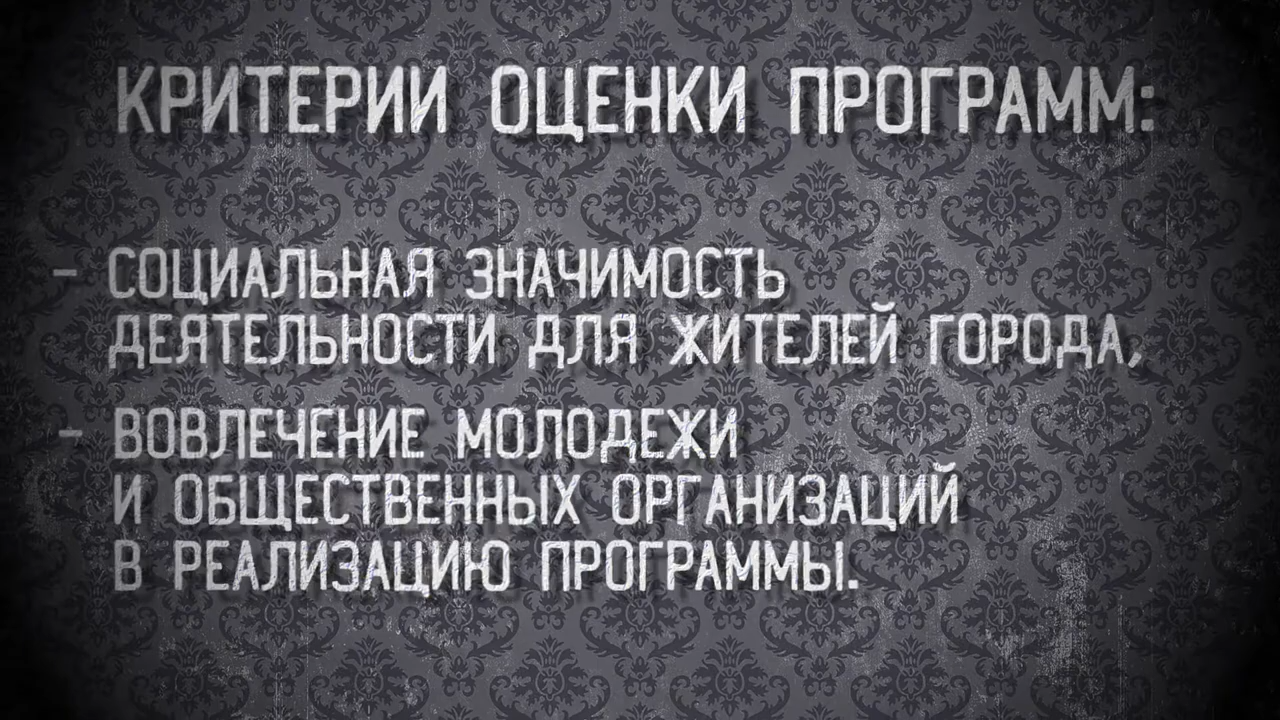 КРИТЕРИИ ОЦЕНКИ ПРОГРАММ:
- СОЦИАЛЬНАЯ ЗНАЧИМОСТЬ
ДЕЯТЕЛЬНОСТИ ДЛЯ ЖИТЕЛЕЙ ГОРОДА,
- ВОВЛЕЧЕНИЕ МОЛОДЕЖИ
И ОБЩЕСТВЕННЫХ ОРГАНИЗАЦИЙ
В РЕАЛИЗАЦИЮ ПРОГРАММЫ.